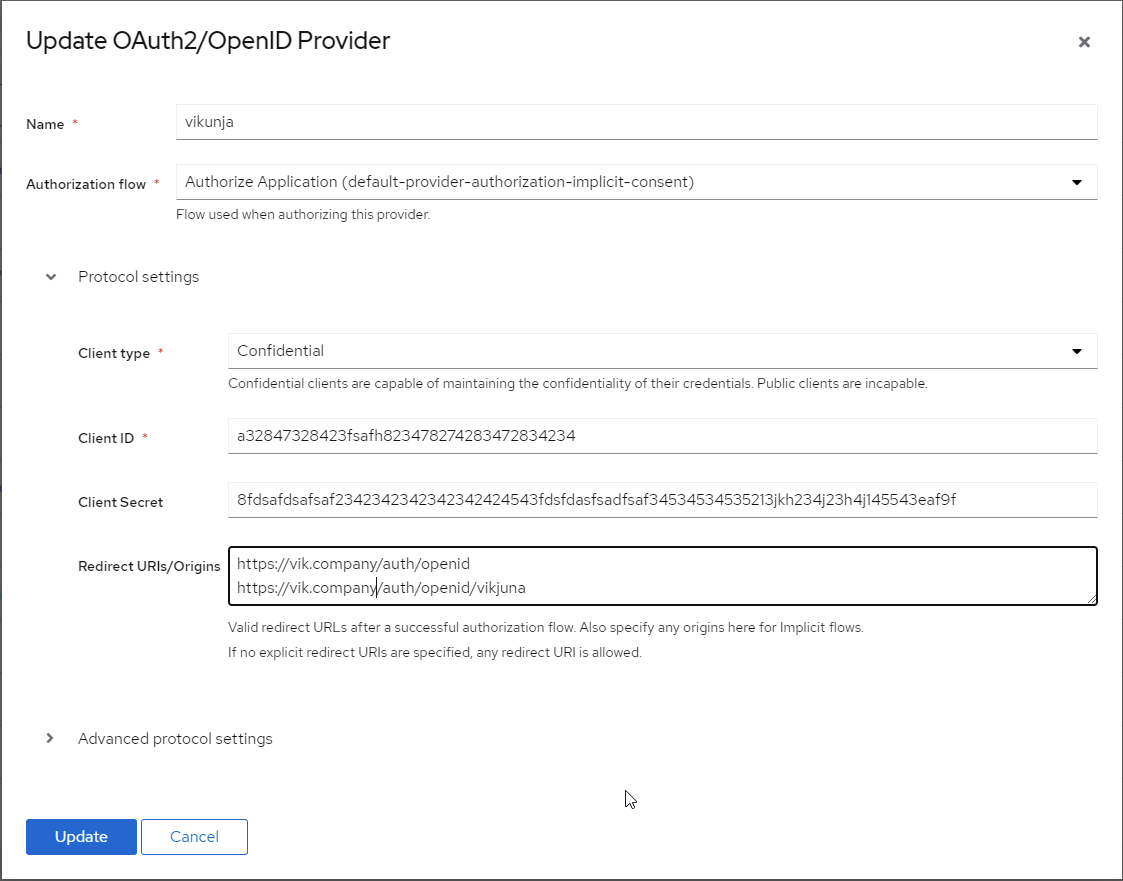 Update OAuth2/OpenID Provider
Name *
vikunja
Authorization flow *
Authorize Application (default-provider-authorization-implicit-consent)
Flow used when authorizing this provider.
Protocol settings
Client type *
Confidential
Confidential clients are capable of maintaining the confidentiality of their credentials. Public clients are incapable.
Client ID *
a32847328423fsafh823478274283472834234
Client Secret
8fdsafdsafsaf2342342342342342424543fdsfdasfsadfsaf34534534535213jkh234j23h4j145543eaf9f
Redirect URIs/Origins
https://vik.company/auth/openid
https://vik.company/auth/openid/vikjuna
Valid redirect URLs after a successful authorization flow. Also specify any origins here for Implicit flows.
If no explicit redirect URIs are specified, any redirect URI is allowed.
Advanced protocol settings
Update
Cancel